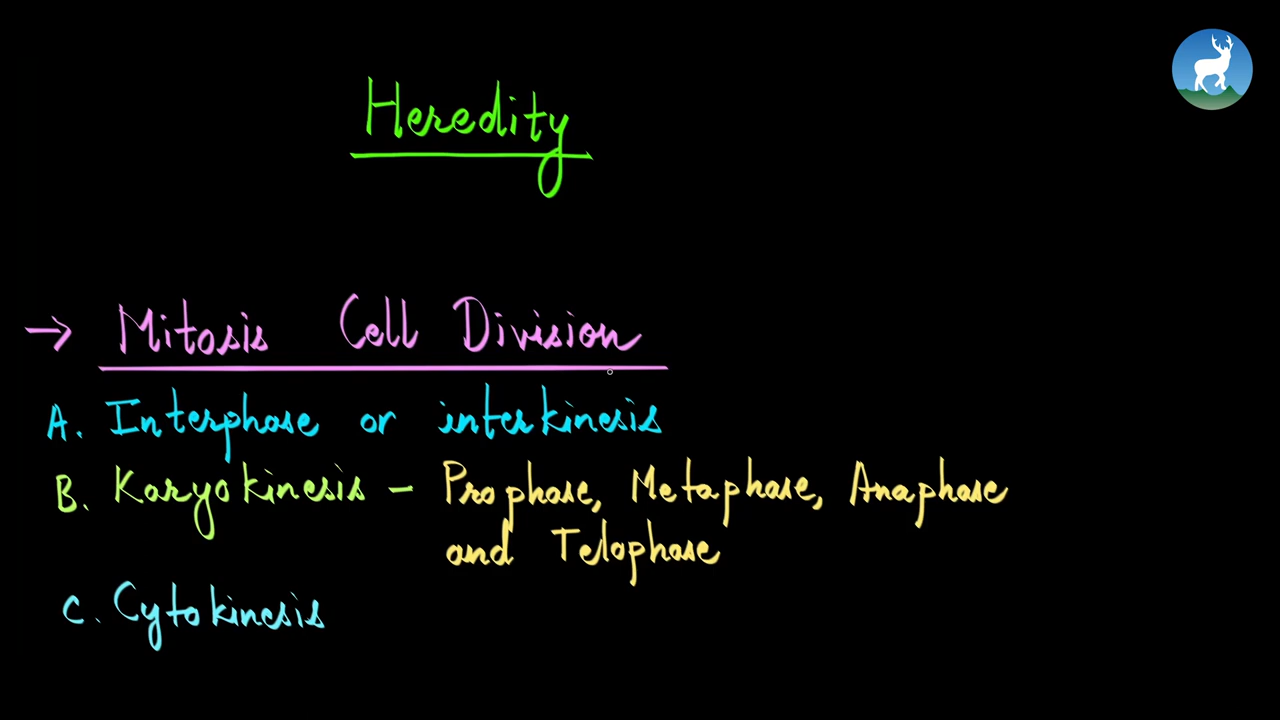 Heredity
→ Mitosis Cell Division
A. Interphase or interkinesis
B. Karyokinesis - Prophase, Metaphase, Anaphase
and Telophase
C. Cytokinesis